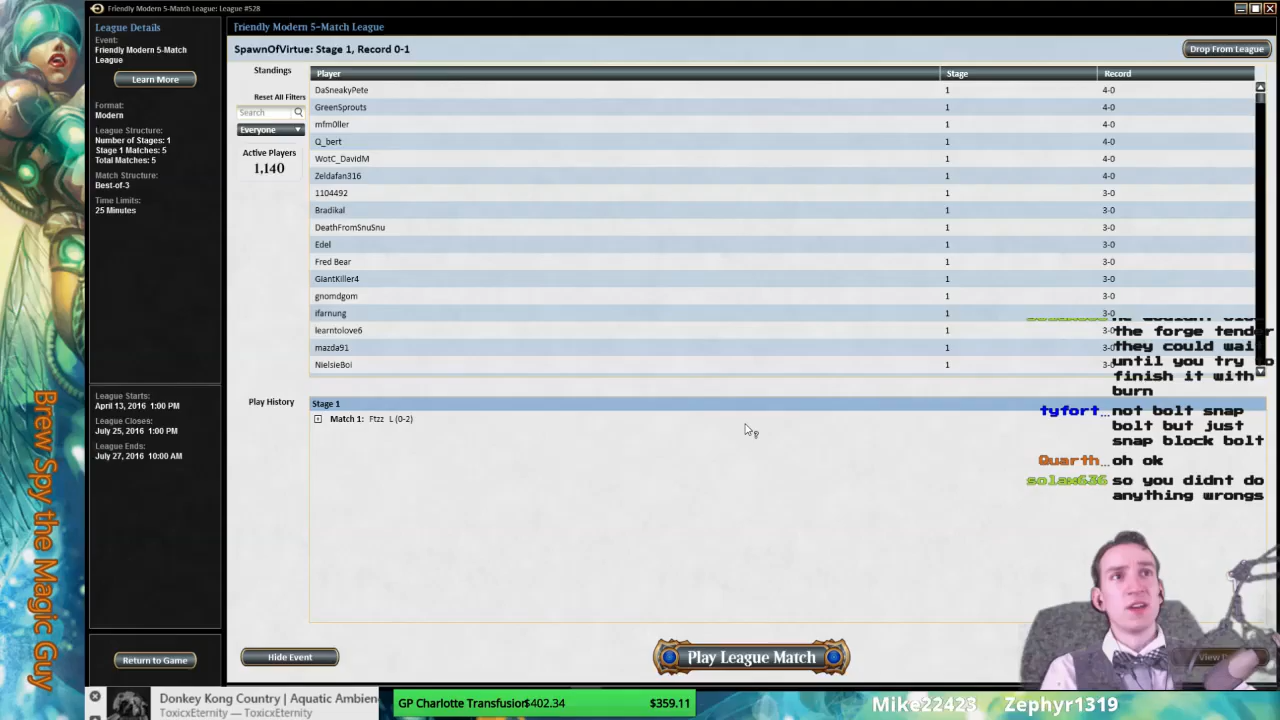 Friendly Modern 5-Match League: League #528
League Details
Event:
Friendly Modern 5-Match
League
Learn More
Format:
Modern
League Structure:
Number of Stages: 1
Stage 1 Matches: 5
Total Matches: 5
Match Structure:
Best-of-3
Time Limits:
25 Minutes
League Starts:
April 13, 2016 1:00 PM
League Closes:
July 25, 2016 1:00 PM
League Ends:
July 27, 2016 10:00 AM
Return to Game
Friendly Modern 5-Match League
SpawnOfVirtue: Stage 1, Record 0-1
Drop From League
Standings
Reset All Filters
Search
Everyone
Active Players
1,140
Player Stage Record
DaSneakyPete 1 4-0
GreenSprouts 1 4-0
mfm0ller 1 4-0
Q_bert 1 4-0
WotC_DavidM 1 4-0
Zeldafan316 1 4-0
1104492 1 3-0
Bradikal 1 3-0
DeathFromSnuSnu 1 3-0
Edel 1 3-0
Fred Bear 1 3-0
GiantKiller4 1 3-0
gnomdgom 1 3-0
ifarnung 1 3-0
learntolove6 1 3-0
mazda91 1 3-0
NielsieBoi 1 3-0
Play History
Stage 1
Match 1: Ftzz L (0-2)
Hide Event
Play League Match
the forge tender
they could wait
until you try to
finish it with
burn
tyfort... not bolt snap
bolt but just
snap block bolt
Quarth... oh ok
solax636 so you didnt do
anything wrongs
Brew Spy the Magic Guy
Donkey Kong Country | Aquatic Ambien
ToxicxEternity — ToxicxEternity
GP Charlotte Transfusion $402.34 $359.11
Mike22423 Zephyr1319